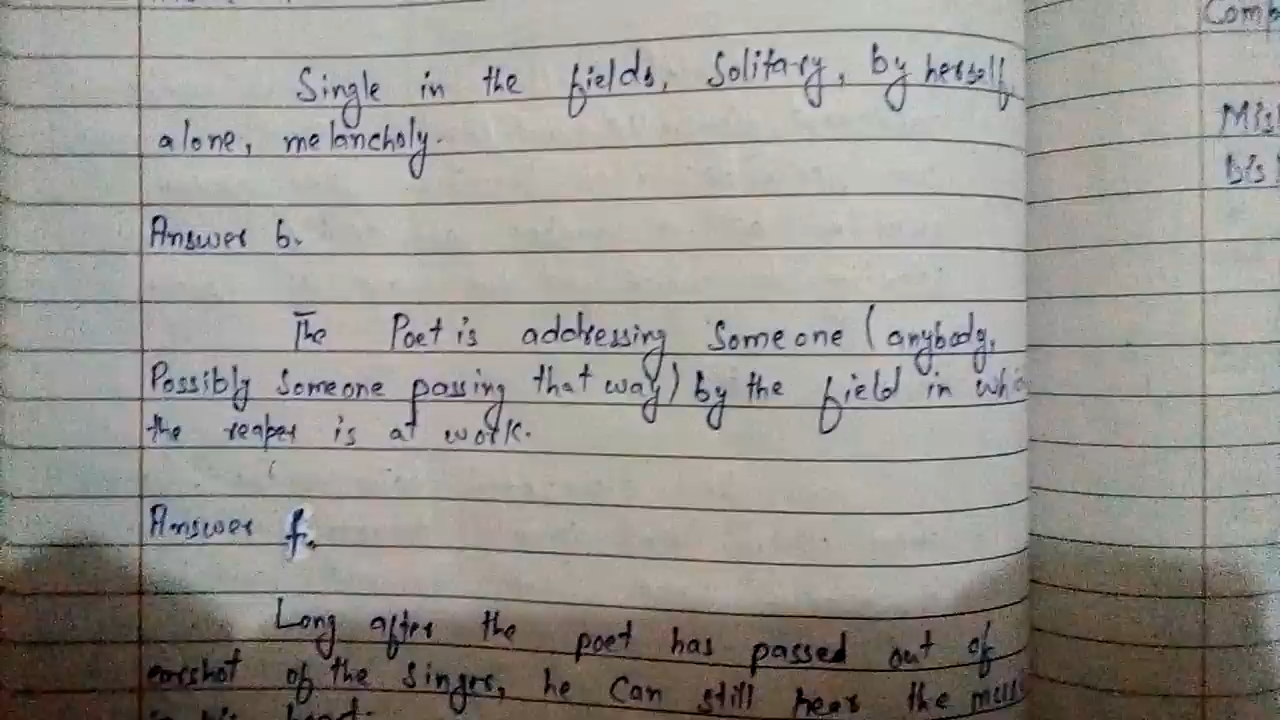 Single in the fields, Solitary, by herself,
alone, melancholy.
Answer b.
The Poet is addressing Someone (anybody,
Possibly Someone passing that way) by the field in
the reaper is at work.
Answer f.
Long after the poet has passed out of
earshot of the Singer, he Can still hear the